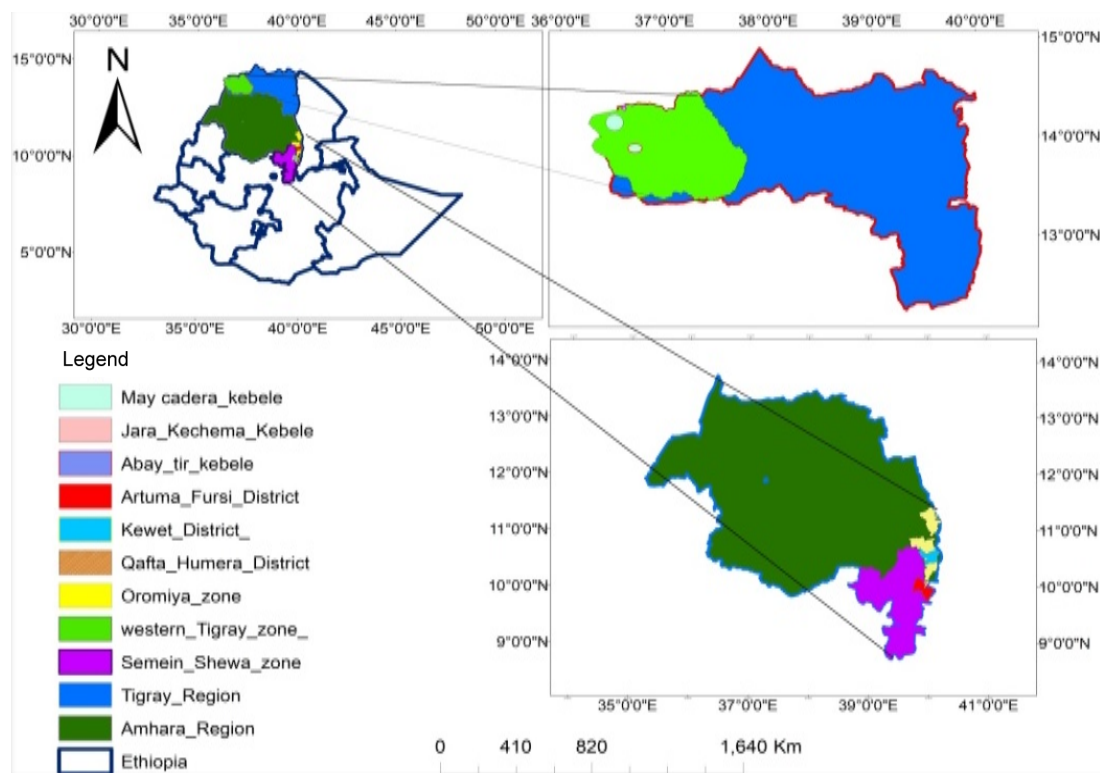 30°0'0"E 35°0'0"E 40°0'0"E 45°0'0"E 50°0'0"E
36°0'0"E 37°0'0"E 38°0'0"E 39°0'0"E 40°0'0"E
N
15°0'0"N
10°0'0"N
5°0'0"N
15°0'0"N
14°0'0"N
13°0'0"N
30°0'0"E 35°0'0"E 40°0'0"E 45°0'0"E 50°0'0"E
Legend
May cadera_kebele
Jara_Kechema_Kebele
Abay_tir_kebele
Artuma_Fursi_District
Kewet_District_
Qafta_Humera_District
Oromiya_zone
western_Tigray_zone_
Semein_Shewa_zone
Tigray_Region
Amhara_Region
Ethiopia
14°0'0"N
13°0'0"N
12°0'0"N
11°0'0"N
10°0'0"N
9°0'0"N
14°0'0"N
13°0'0"N
12°0'0"N
11°0'0"N
10°0'0"N
9°0'0"N
35°0'0"E 37°0'0"E 39°0'0"E 41°0'0"E
0 410 820 1,640 Km